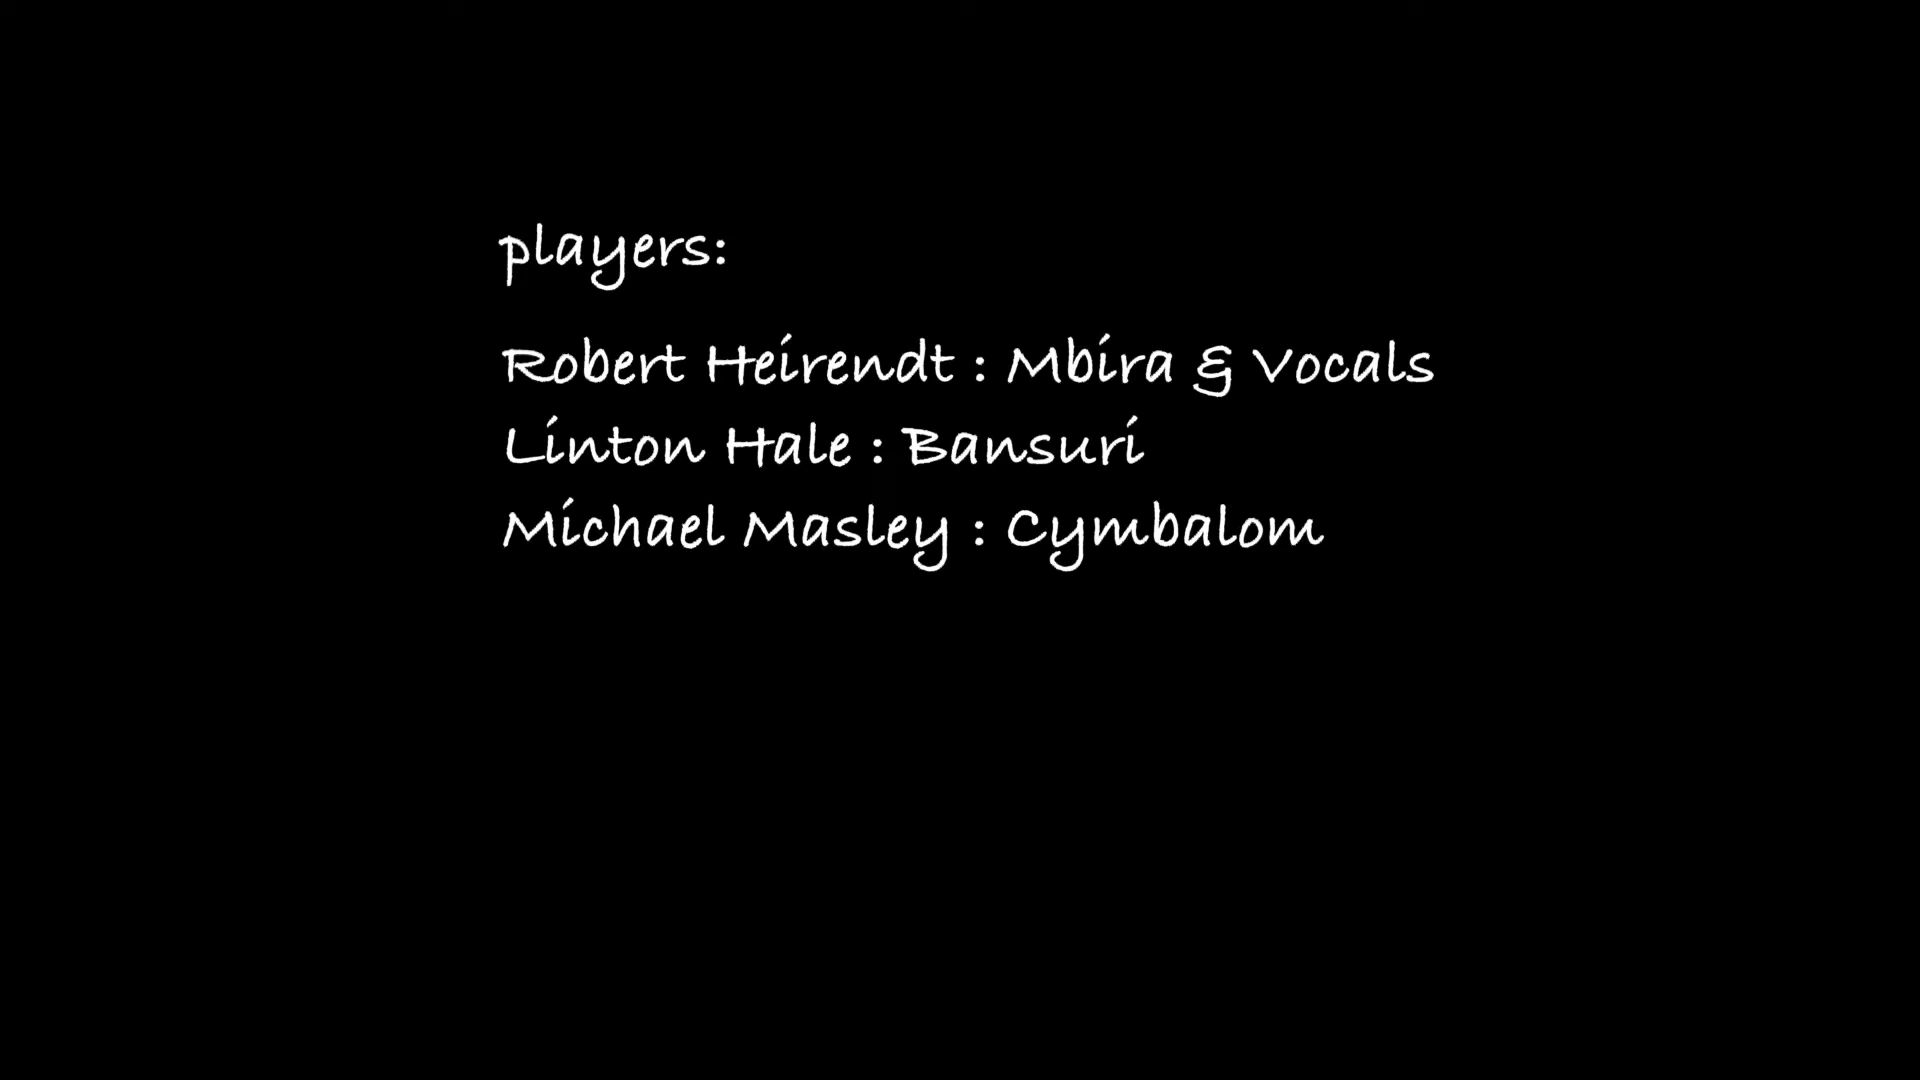 players:
Robert Heirendt : Mbira & Vocals
Linton Hale : Bansuri
Michael Masley : Cymbalom